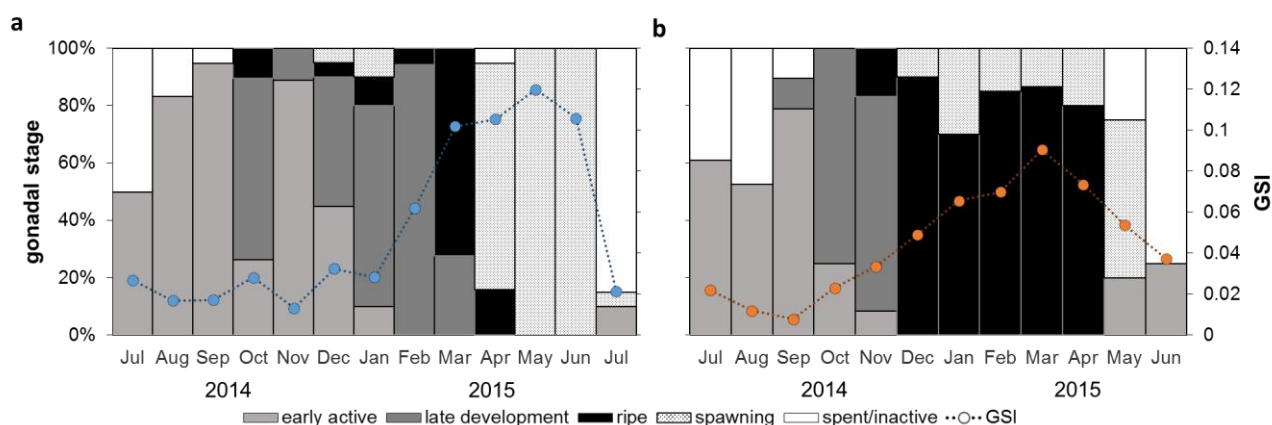 a
b
gonadal stage
100%
80%
60%
40%
20%
0%
Jul Aug Sep Oct Nov Dec Jan Feb Mar Apr May Jun Jul
2014 2015
Jul Aug Sep Oct Nov Dec Jan Feb Mar Apr May Jun
2014 2015
0.14
0.12
0.1
0.08
0.06
0.04
0.02
0
GSI
early active late development ripe spawning spent/inactive GSI